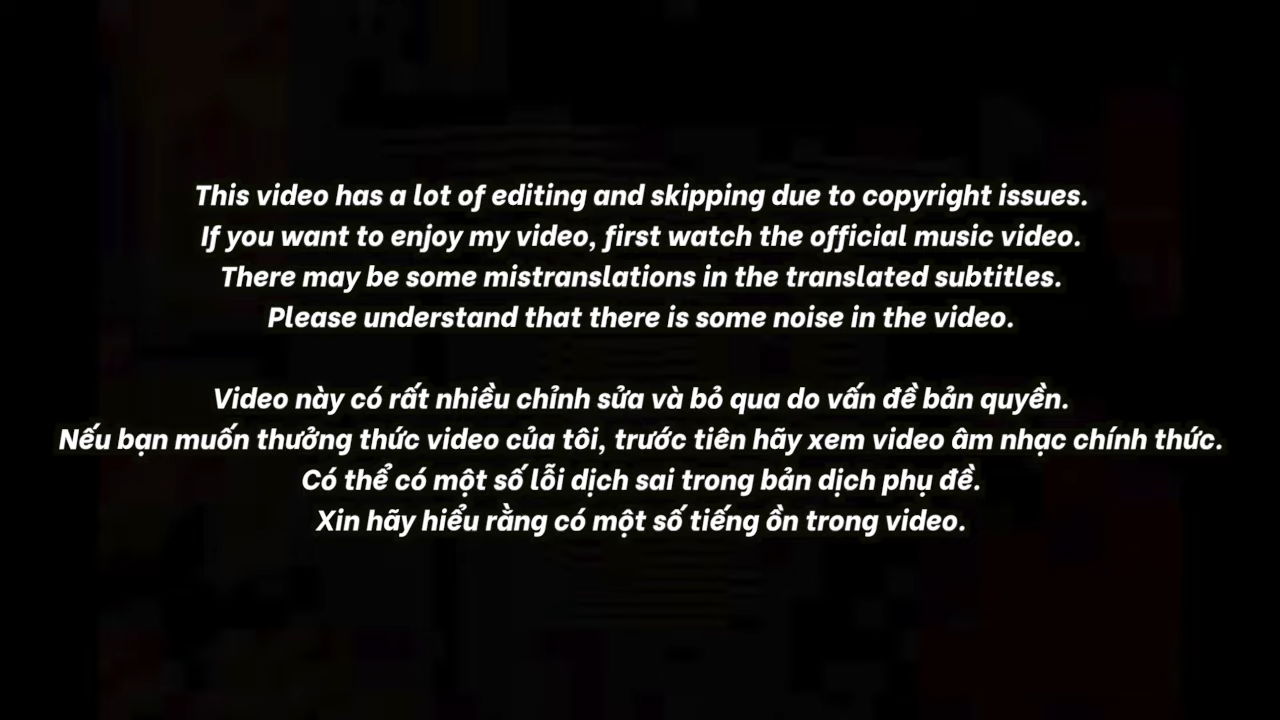 This video has a lot of editing and skipping due to copyright issues.
If you want to enjoy my video, first watch the official music video.
There may be some mistranslations in the translated subtitles.
Please understand that there is some noise in the video.
Video này có rất nhiều chỉnh sửa và bỏ qua do vấn đề bản quyền.
Nếu bạn muốn thưởng thức video của tôi, trước tiên hãy xem video âm nhạc chính thức.
Có thể có một số lỗi dịch sai trong bản dịch phụ đề.
Xin hãy hiểu rằng có một số tiếng ồn trong video.